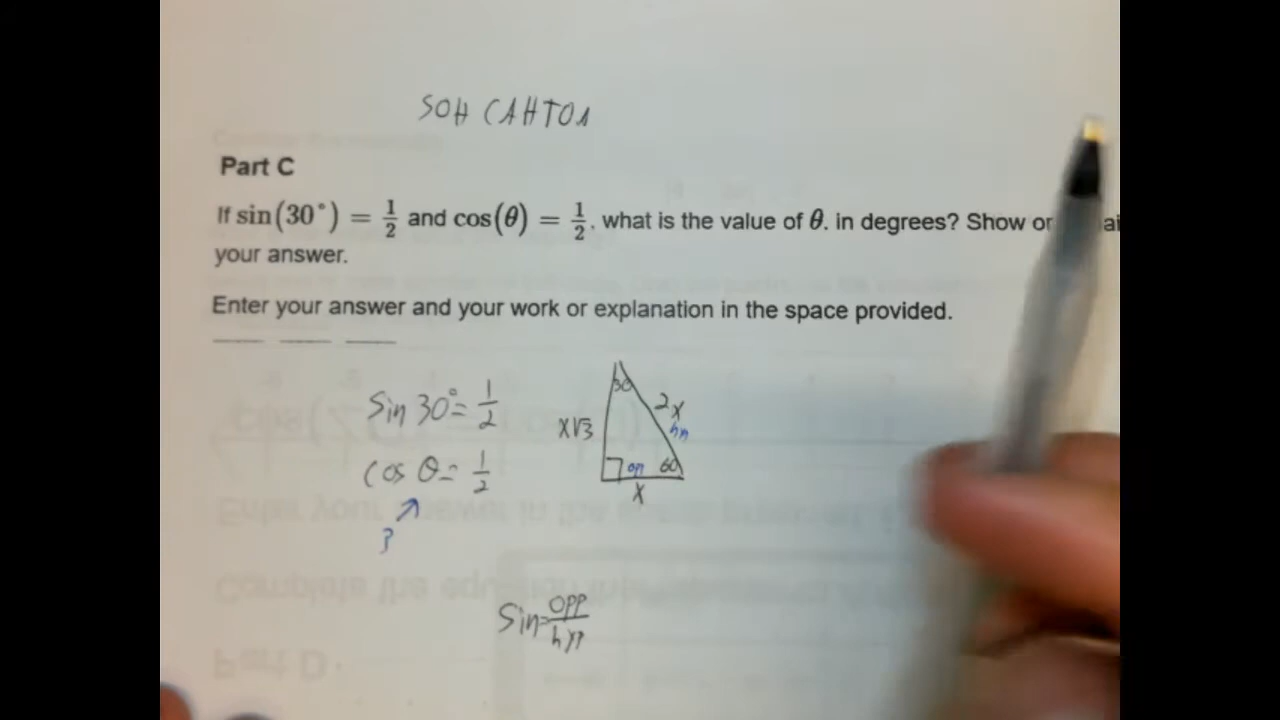 SOH CAHTOA
Part C
If sin(30°) = 1/2 and cos(θ) = 1/2, what is the value of θ, in degrees? Show or
your answer.
Enter your answer and your work or explanation in the space provided.
Sin 30° = 1/2
Cos θ = 1/2
?
30
2x
x√3
hyp
opp
60
x
Sin = opp/hyp